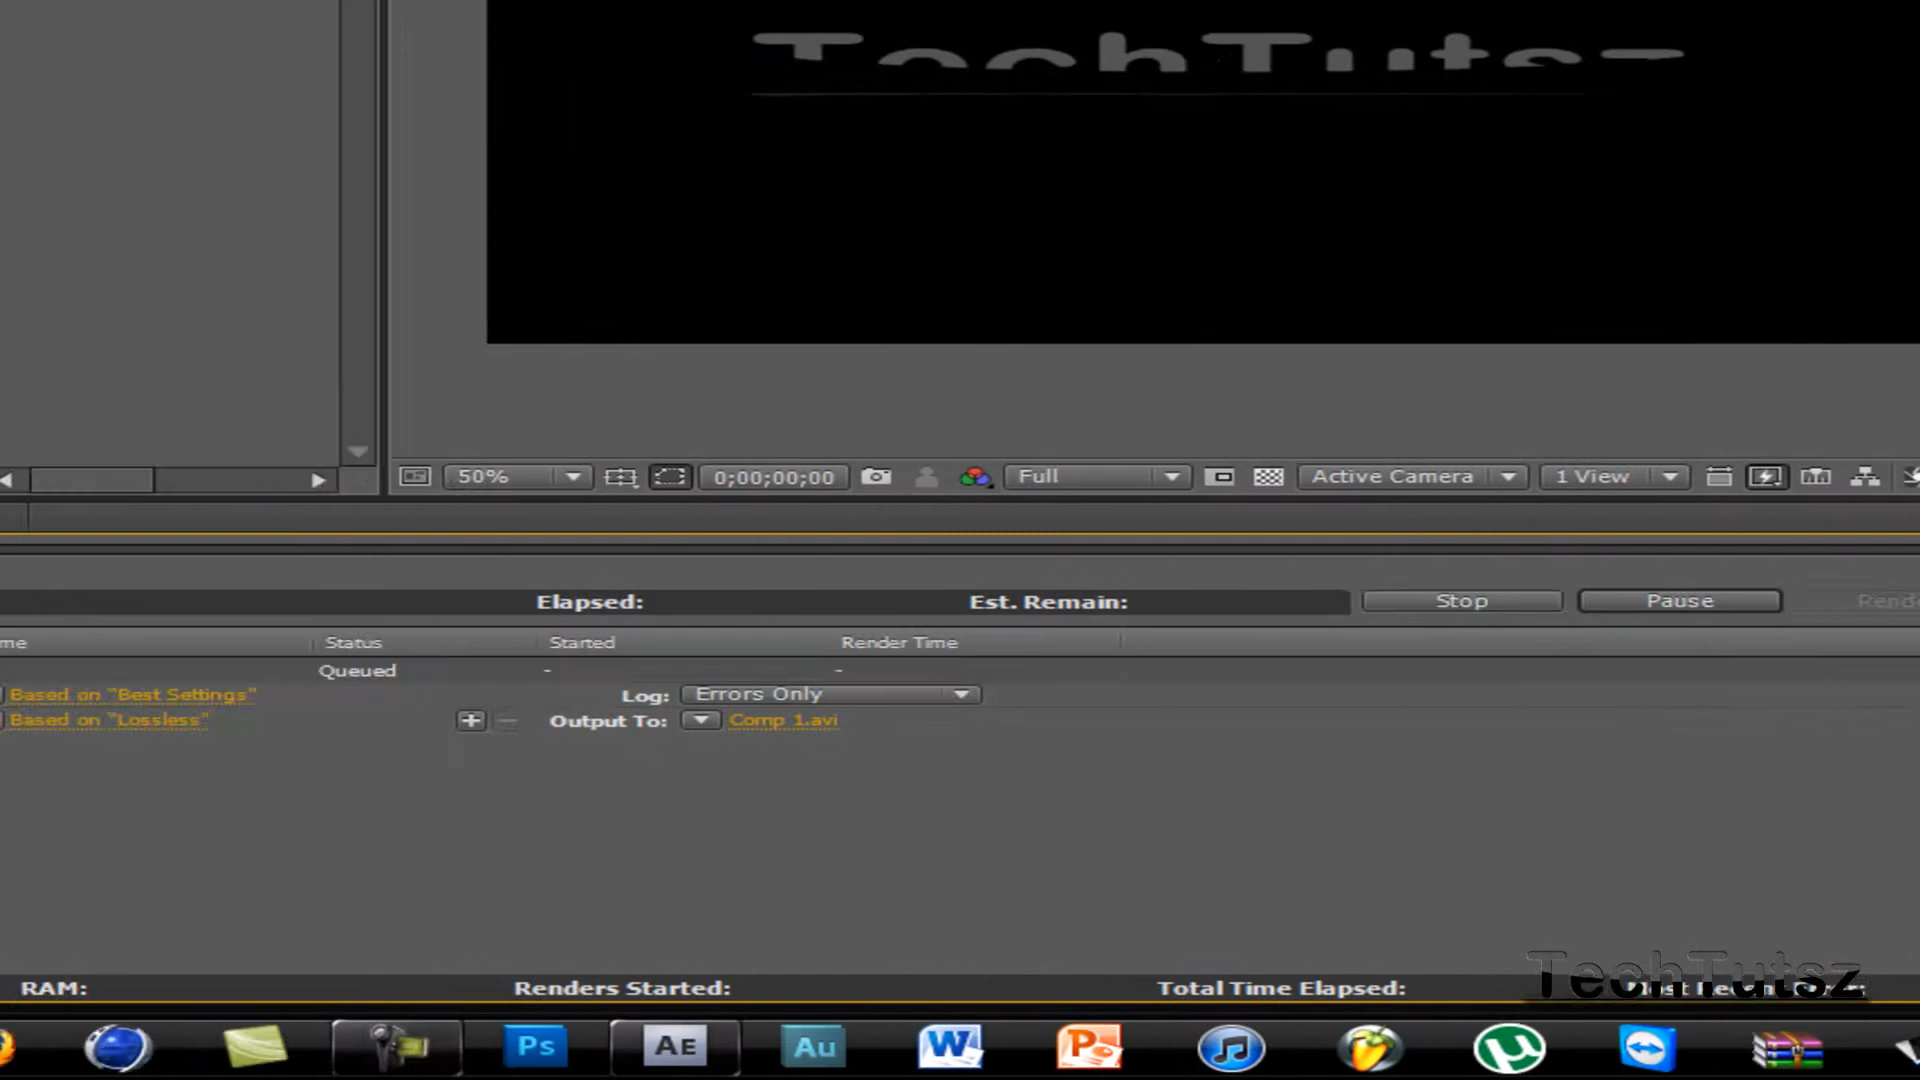 TechTutsz
50%
0;00;00;00
Full
Active Camera
1 View
Elapsed:
Est. Remain:
Stop
Pause
Status
Started
Render Time
Queued
-
-
Based on "Best Settings"
Log:
Errors Only
Based on "Lossless"
Output To:
Comp 1.avi
RAM:
Renders Started:
Total Time Elapsed:
TechTutsz
Ps
AE
Au
W
P